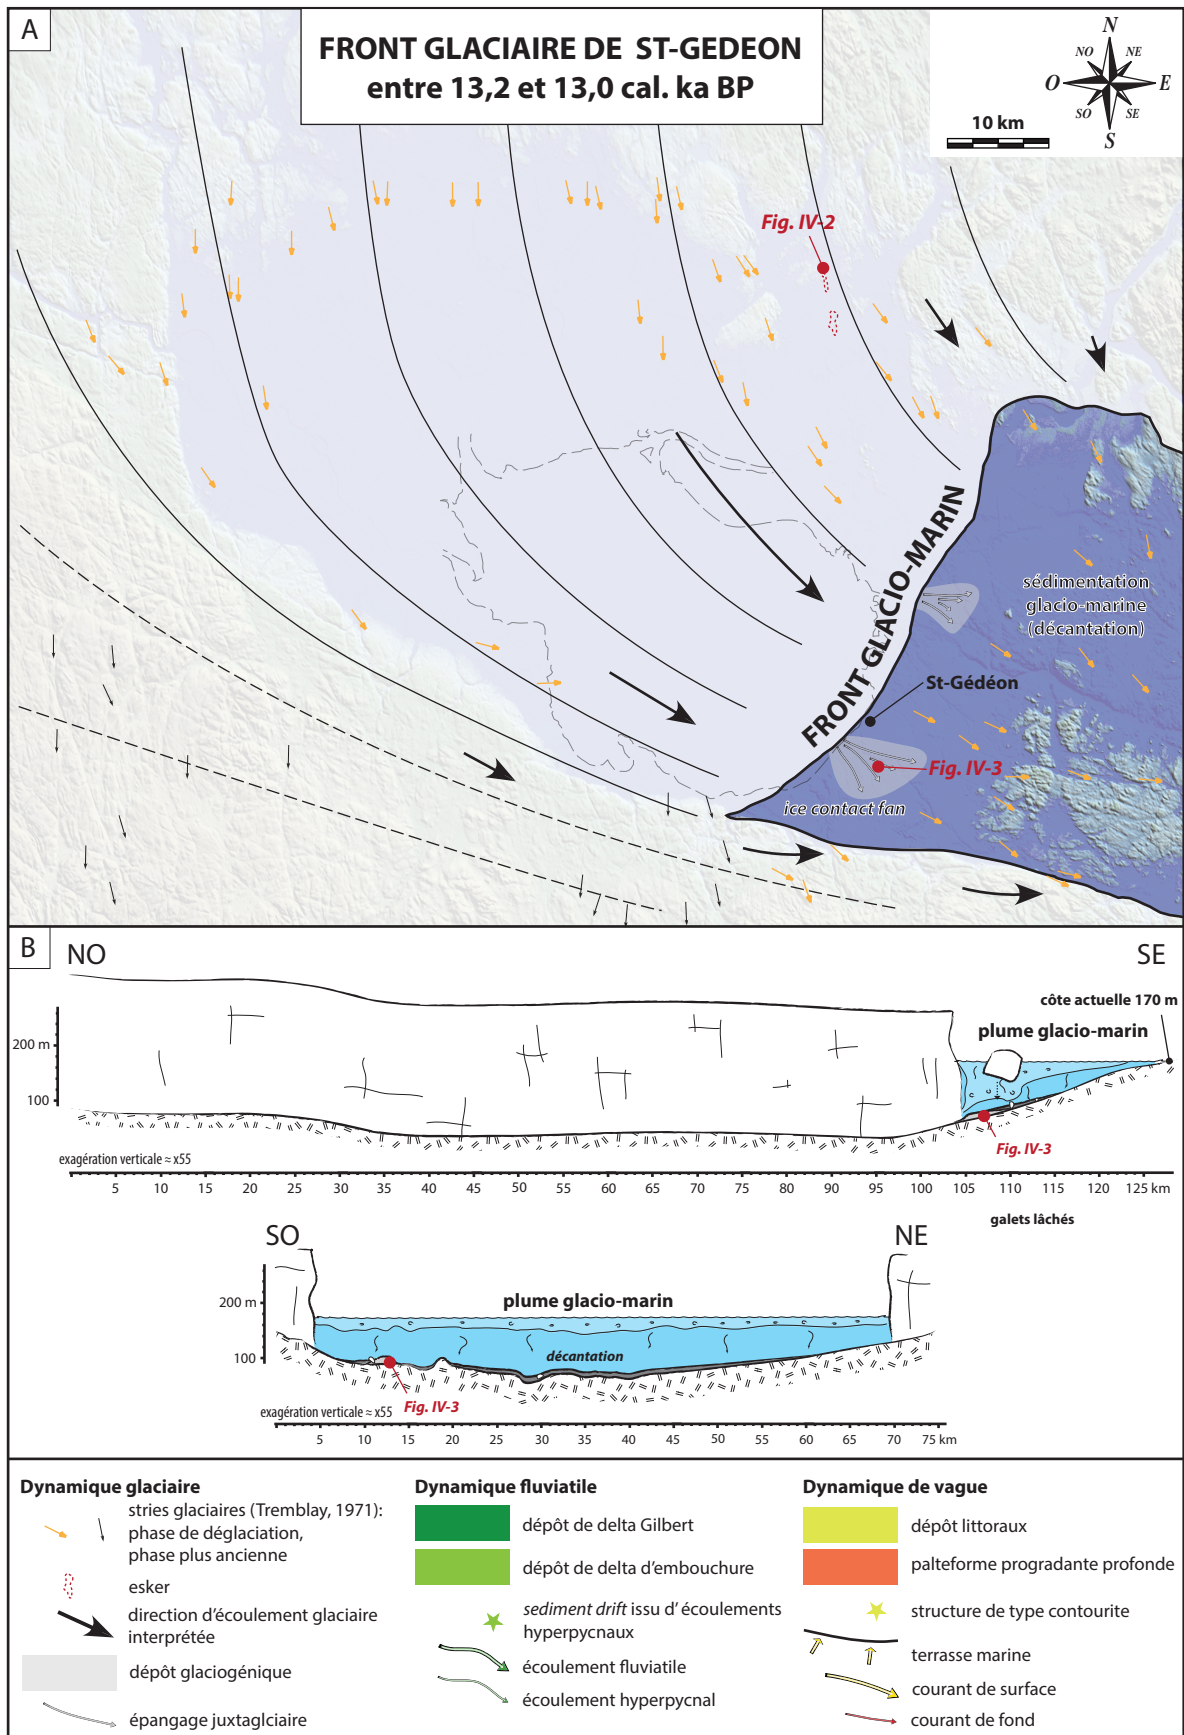 A
FRONT GLACIAIRE DE ST-GEDEON
entre 13,2 et 13,0 cal. ka BP
N
NO
NE
O
E
SO
SE
S
10 km
Fig. IV-2
FRONT GLACIO-MARIN
sédimentation
glacio-marine
(décantation)
St-Gédéon
Fig. IV-3
ice contact fan
B
NO
SE
côte actuelle 170 m
plume glacio-marin
200 m
100
Fig. IV-3
exagération verticale ≈ x55
5 10 15 20 25 30 35 40 45 50 55 60 65 70 75 80 85 90 95 100 105 110 115 120 125 km
galets lâchés
SO
NE
plume glacio-marin
200 m
décantation
100
Fig. IV-3
exagération verticale ≈ x55
5 10 15 20 25 30 35 40 45 50 55 60 65 70 75 km
Dynamique glaciaire
stries glaciaires (Tremblay, 1971):
phase de déglaciation,
phase plus ancienne
esker
direction d'écoulement glaciaire
interprétée
dépôt glaciogénique
épangage juxtaglciaire
Dynamique fluviatile
dépôt de delta Gilbert
dépôt de delta d'embouchure
sediment drift issu d' écoulements
hyperpycnaux
écoulement fluviatile
écoulement hyperpycnal
Dynamique de vague
dépôt littoraux
palteforme progradante profonde
structure de type contourite
terrasse marine
courant de surface
courant de fond